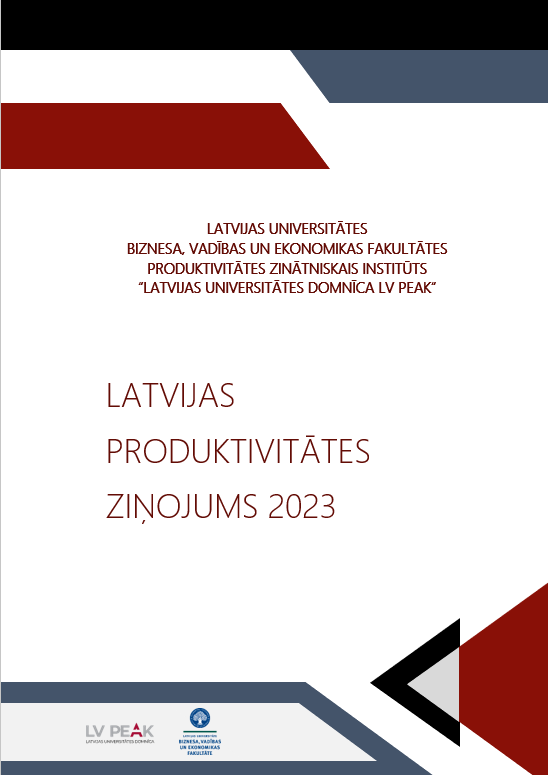 LATVIJAS UNIVERSITĀTES
BIZNESA, VADĪBAS UN EKONOMIKAS FAKULTĀTES
PRODUKTIVITĀTES ZINĀTNISKAIS INSTITŪTS
“LATVIJAS UNIVERSITĀTES DOMNĪCA LV PEAK”
LATVIJAS
PRODUKTIVITĀTES
ZIŅOJUMS 2023
LV PEAK
LATVIJAS UNIVERSITĀTES DOMNĪCA
LATVIJAS UNIVERSITĀTES
BIZNESA, VADĪBAS
UN EKONOMIKAS
FAKULTĀTE